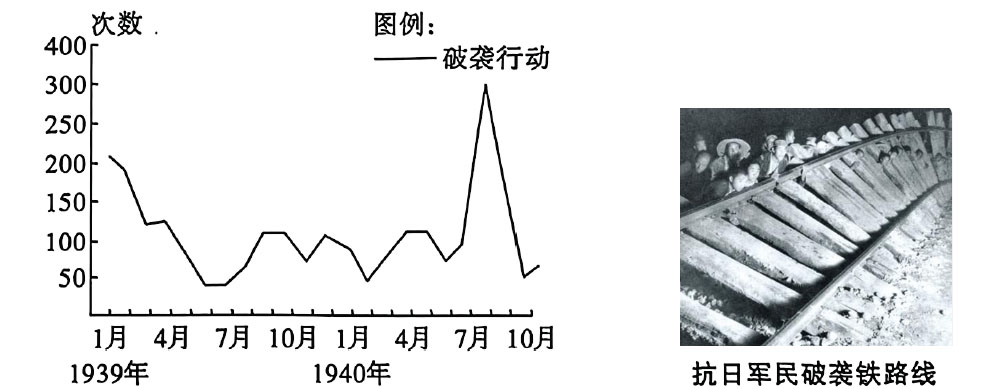 次数
图例：
破袭行动
400
300
250
200
150
100
50
1月 4月 7月 10月 1月 4月 7月 10月
1939年 1940年
抗日军民破袭铁路线